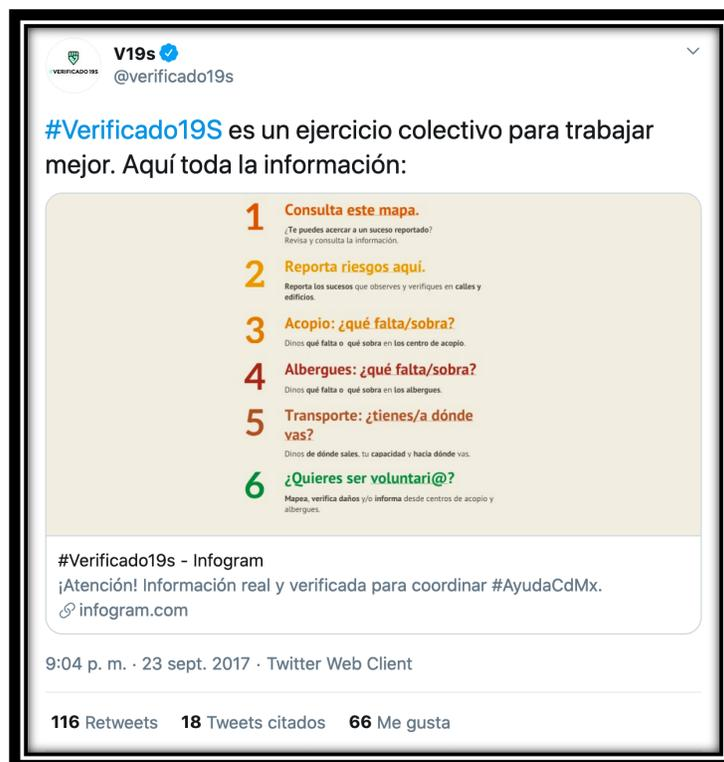 V19s
#VERIFICADO19S
@verificado19s
#Verificado19S es un ejercicio colectivo para trabajar
mejor. Aquí toda la información:
1 Consulta este mapa.
¿Te puedes acercar a un suceso reportado?
Revisa y consulta la información.
2 Reporta riesgos aquí.
Reporta los sucesos que observes y verifiques en calles y
edificios.
3 Acopio: ¿qué falta/sobra?
Dinos qué falta o qué sobra en los centro de acopio.
4 Albergues: ¿qué falta/sobra?
Dinos qué falta o qué sobra en los albergues.
5 Transporte: ¿tienes/a dónde
vas?
Dinos de dónde sales, tu capacidad y hacia dónde vas.
6 ¿Quieres ser voluntari@?
Mapea, verifica daños y/o informa desde centros de acopio y
albergues.
#Verificado19s - Infogram
¡Atención! Información real y verificada para coordinar #AyudaCdMx.
infogram.com
9:04 p. m. · 23 sept. 2017 · Twitter Web Client
116 Retweets 18 Tweets citados 66 Me gusta